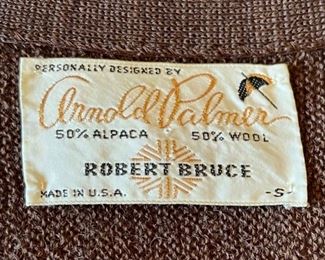 PERSONALLY DESIGNED BY
Arnold Palmer
50% ALPACA 50% WOOL
ROBERT BRUCE
MADE IN U.S.A. -S-